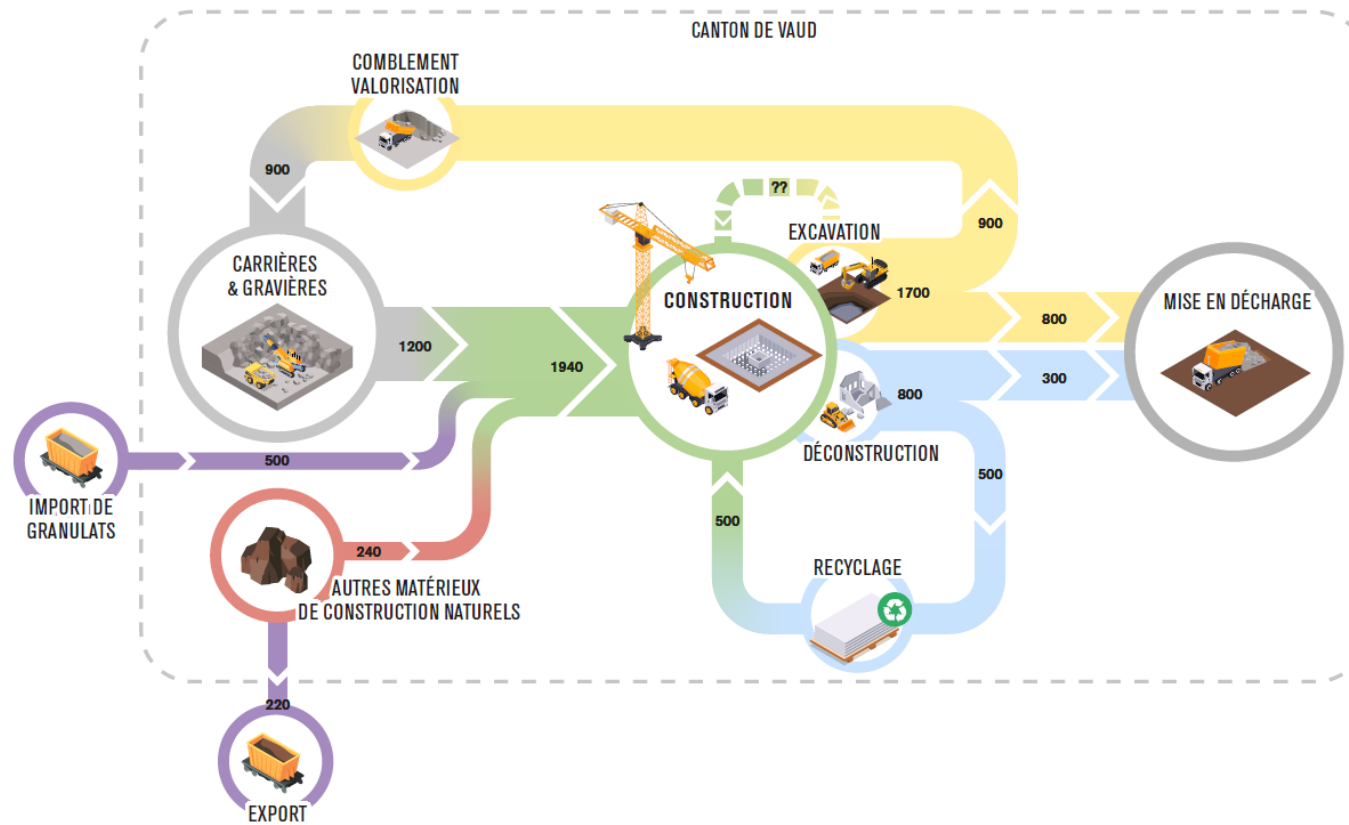 CANTON DE VAUD
COMBLEMENT
VALORISATION
900
??
EXCAVATION
900
CARRIÈRES
& GRAVIÈRES
CONSTRUCTION
1700
MISE EN DÉCHARGE
800
1200
1940
300
800
DÉCONSTRUCTION
500
500
IMPORT DE
GRANULATS
500
240
RECYCLAGE
AUTRES MATÉRIEUX
DE CONSTRUCTION NATURELS
220
EXPORT